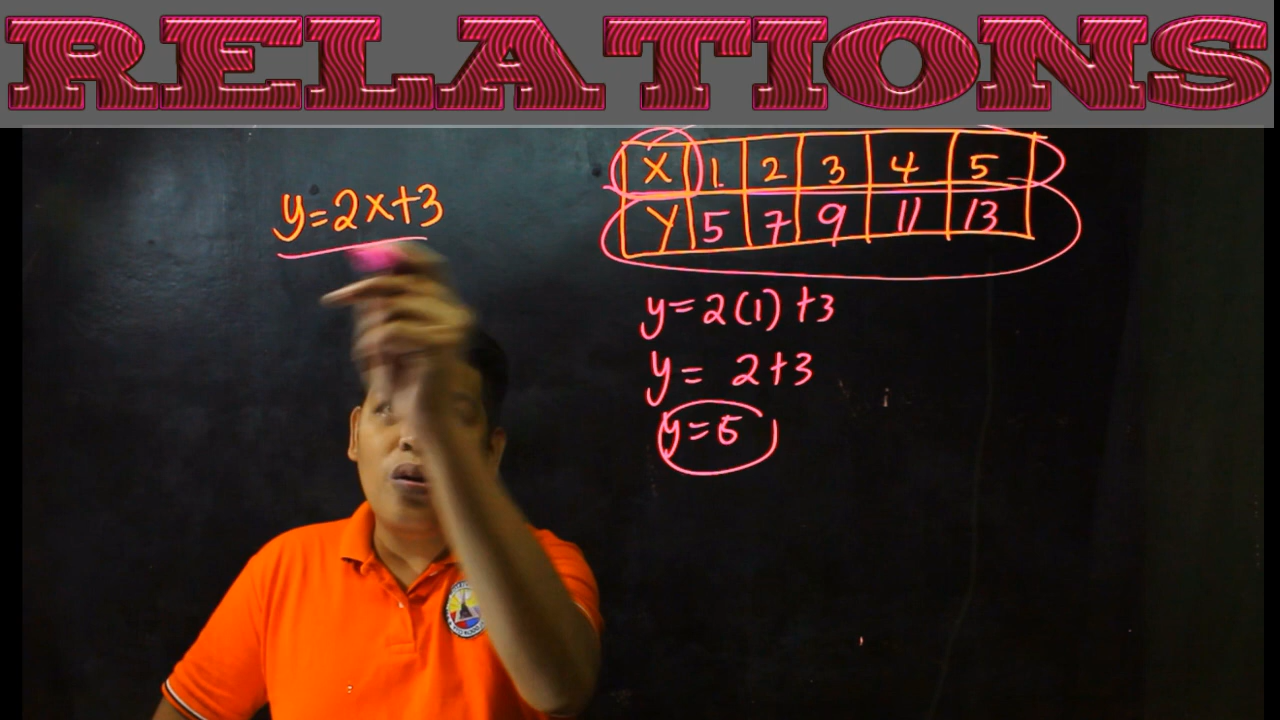 RELATIONS
y=2x+3
X 1 2 3 4 5
Y 5 7 9 11 13
y=2(1)+3
y= 2+3
y=5